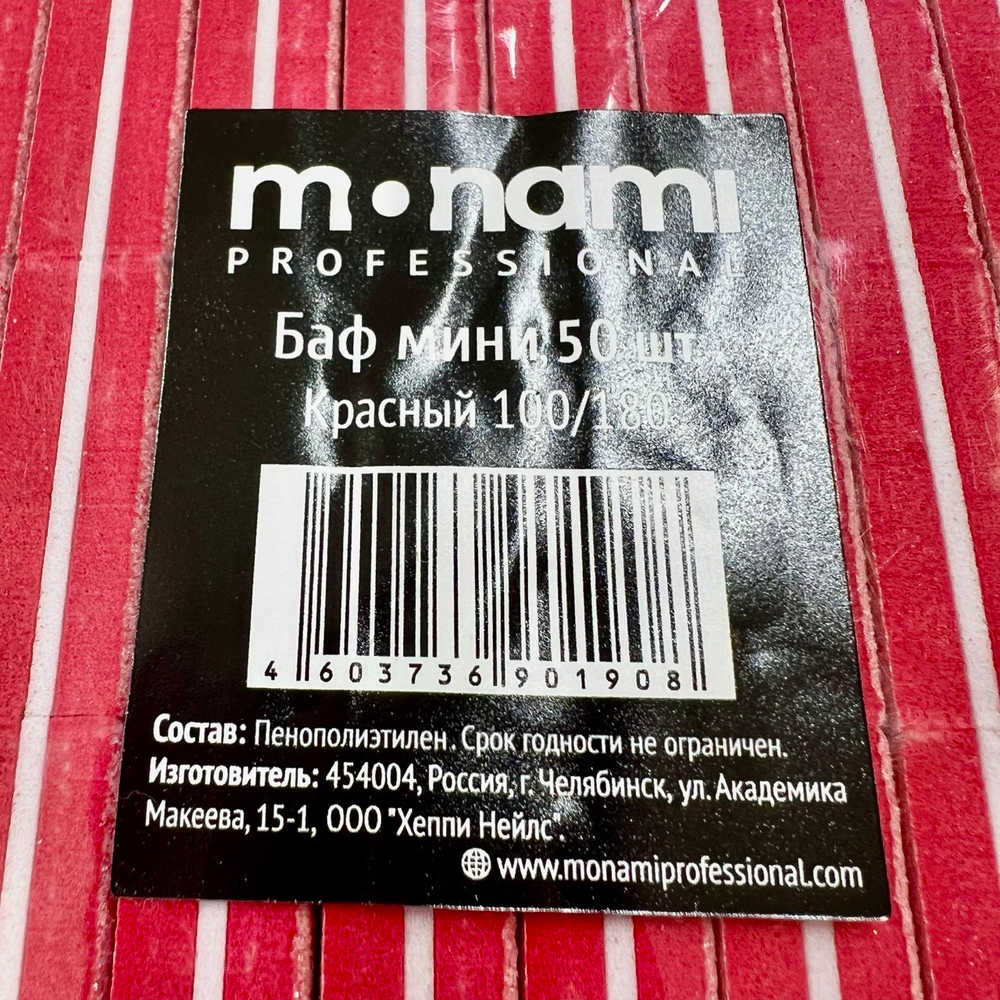 m•nami
PROFESSIONAL
Баф мини 50 шт
Красный 100/180
4 603736 901908
Состав: Пенополиэтилен. Срок годности не ограничен.
Изготовитель: 454004, Россия, г. Челябинск, ул. Академика
Макеева, 15-1, ООО "Хеппи Нейлс".
www.monamiprofessional.com